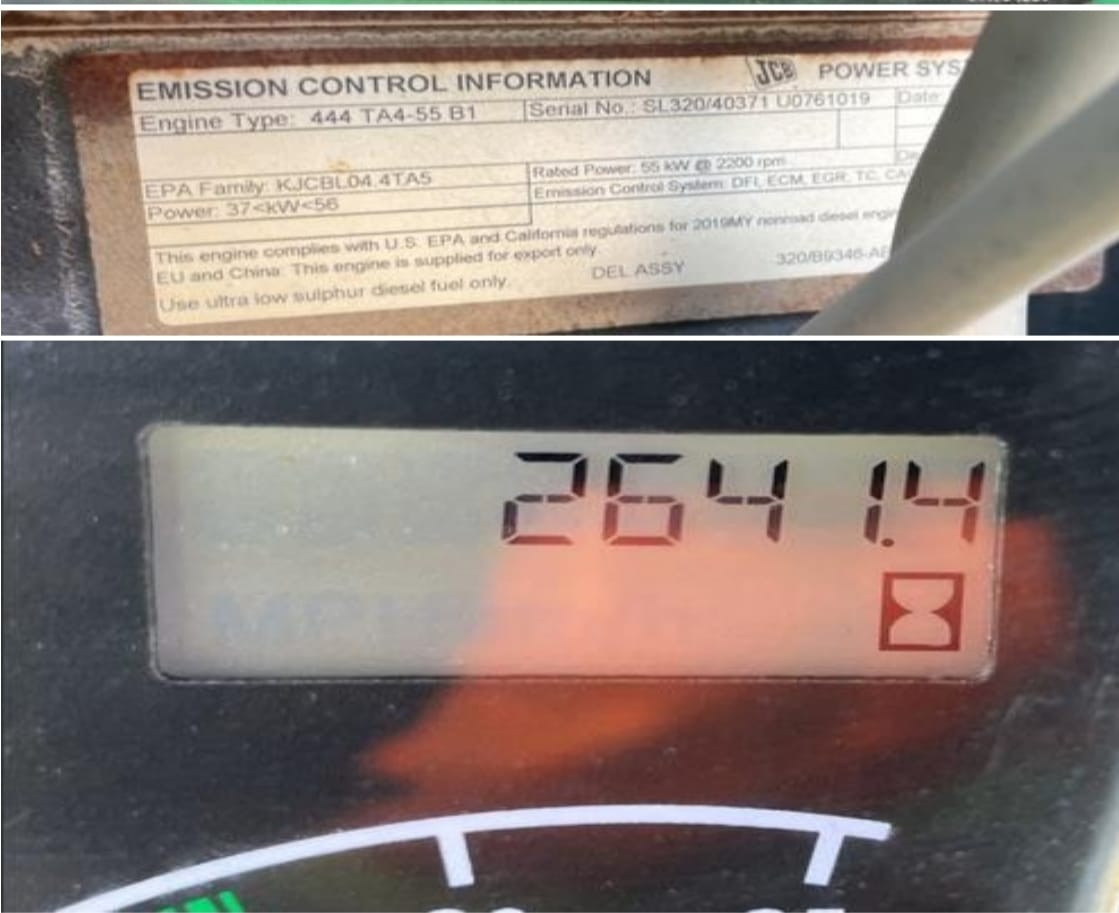 EMISSION CONTROL INFORMATION JCB POWER SYS
Engine Type: 444 TA4-55 B1 Serial No.: SL320/40371 U0761019 Date
EPA Family: KJCBL04.4TA5 Rated Power: 55 kW @ 2200 rpm
Power: 37<kW<56 Emission Control System: DFI, ECM, EGR, TC, CA
This engine complies with U.S. EPA and California regulations for 2019MY nonroad diesel engin
EU and China: This engine is supplied for export only.
Use ultra low sulphur diesel fuel only. DEL ASSY 320/B9346-A
2641.4